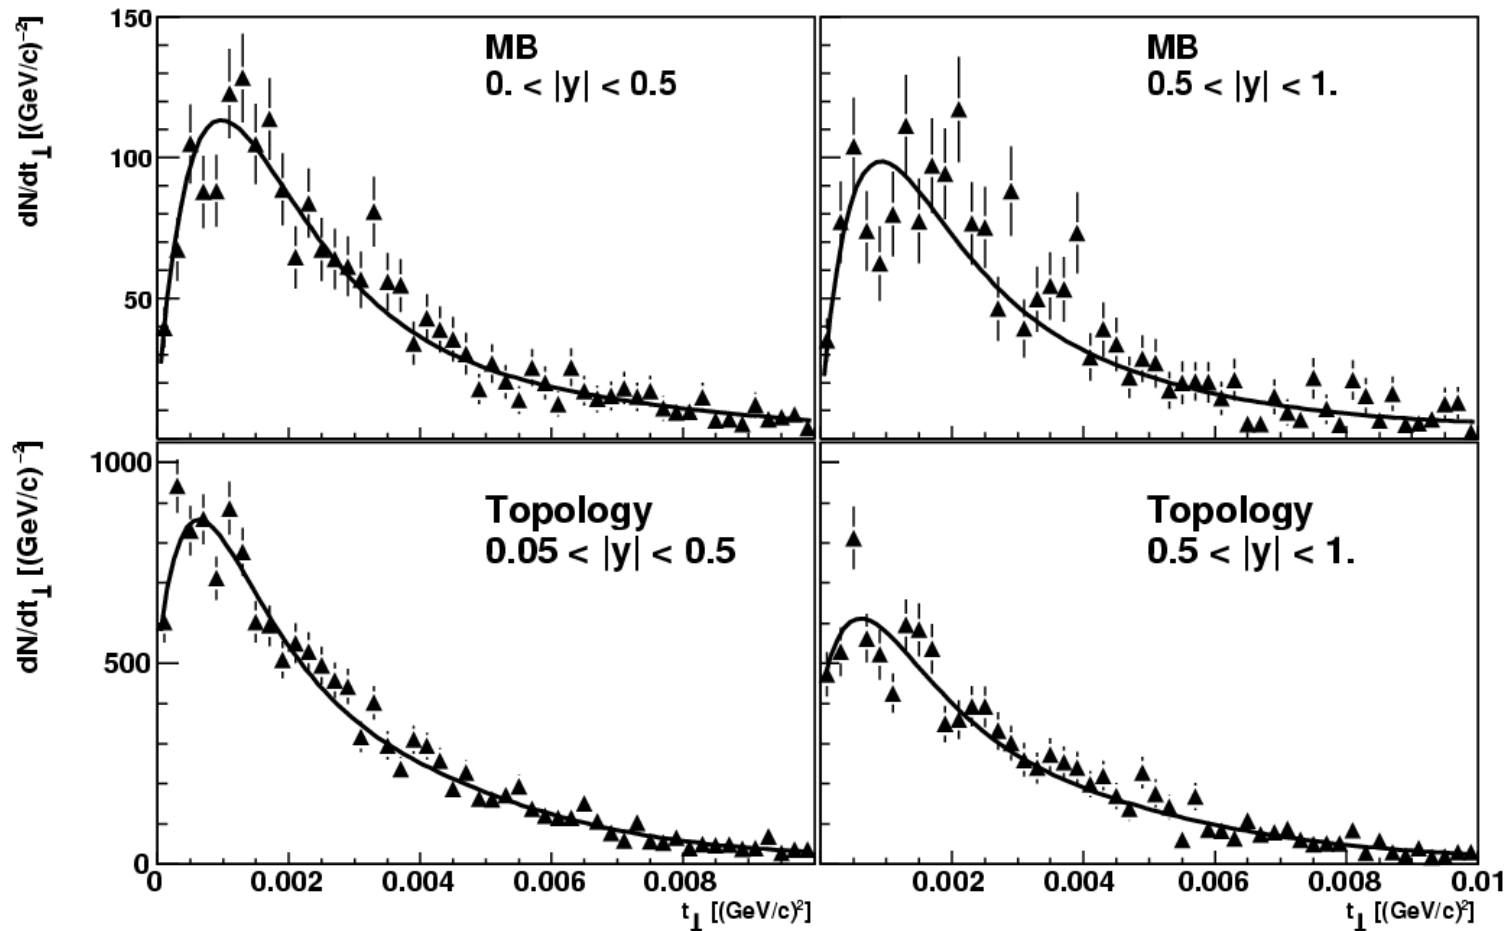 dN/dt⊥ [(GeV/c)⁻²]
150
100
50
MB
0. < |y| < 0.5
MB
0.5 < |y| < 1.
dN/dt⊥ [(GeV/c)⁻²]
1000
500
0
Topology
0.05 < |y| < 0.5
Topology
0.5 < |y| < 1.
0 0.002 0.004 0.006 0.008
0.002 0.004 0.006 0.008 0.01
t⊥ [(GeV/c)²]
t⊥ [(GeV/c)²]